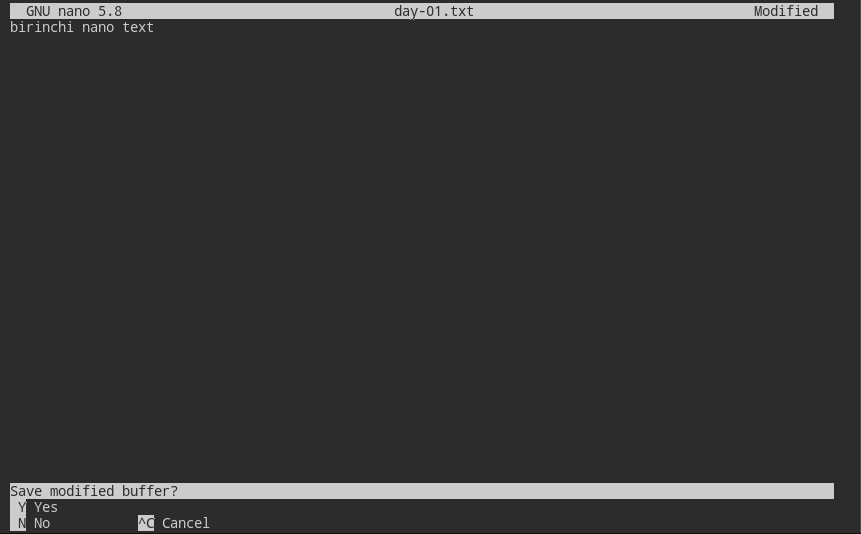 GNU nano 5.8 day-01.txt Modified
birinchi nano text
Save modified buffer?
Y Yes
N No ^C Cancel